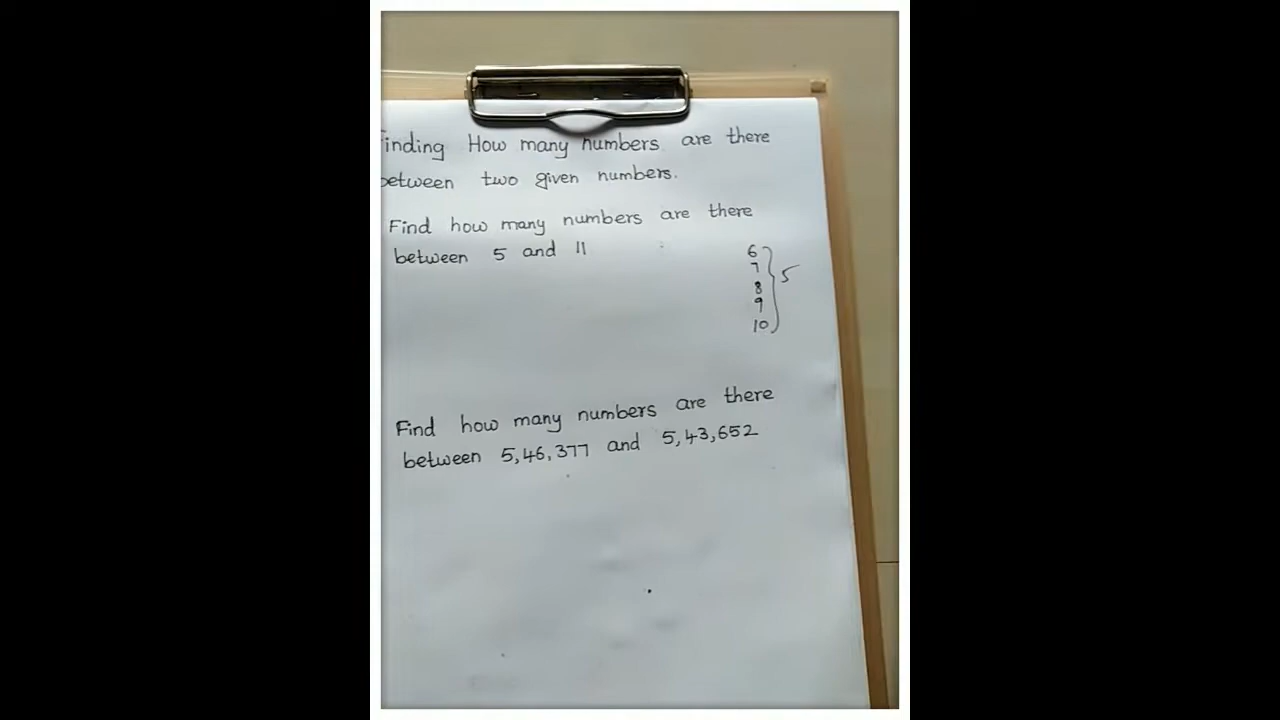 Finding How many numbers are there
between two given numbers.
Find how many numbers are there
between 5 and 11
6
7
8
9
10
5
Find how many numbers are there
between 5,46,377 and 5,43,652